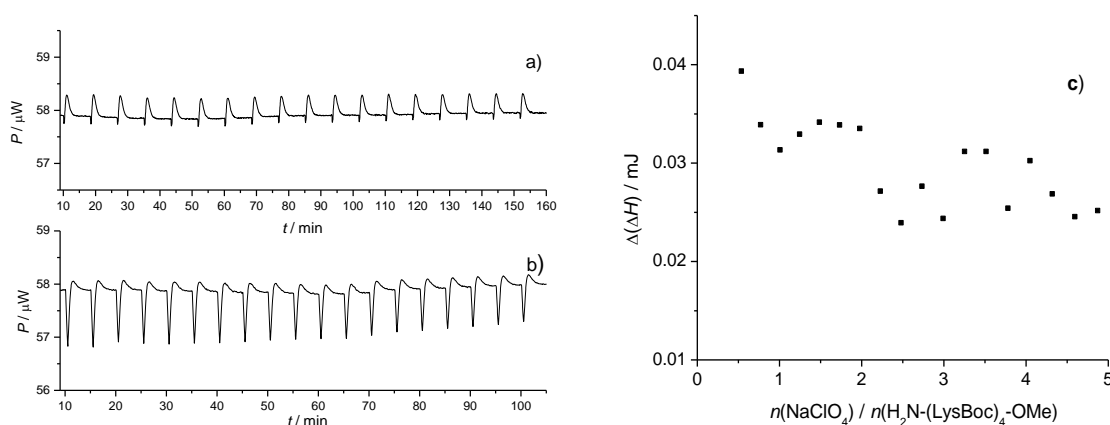 a)
59
58
57
P / μW
10 20 30 40 50 60 70 80 90 100 110 120 130 140 150 160
t / min
b)
59
58
57
56
P / μW
10 20 30 40 50 60 70 80 90 100
t / min
c)
0.04
0.03
0.02
0.01
Δ(ΔH) / mJ
0 1 2 3 4 5
n(NaClO₄) / n(H₂N-(LysBoc)₄-OMe)